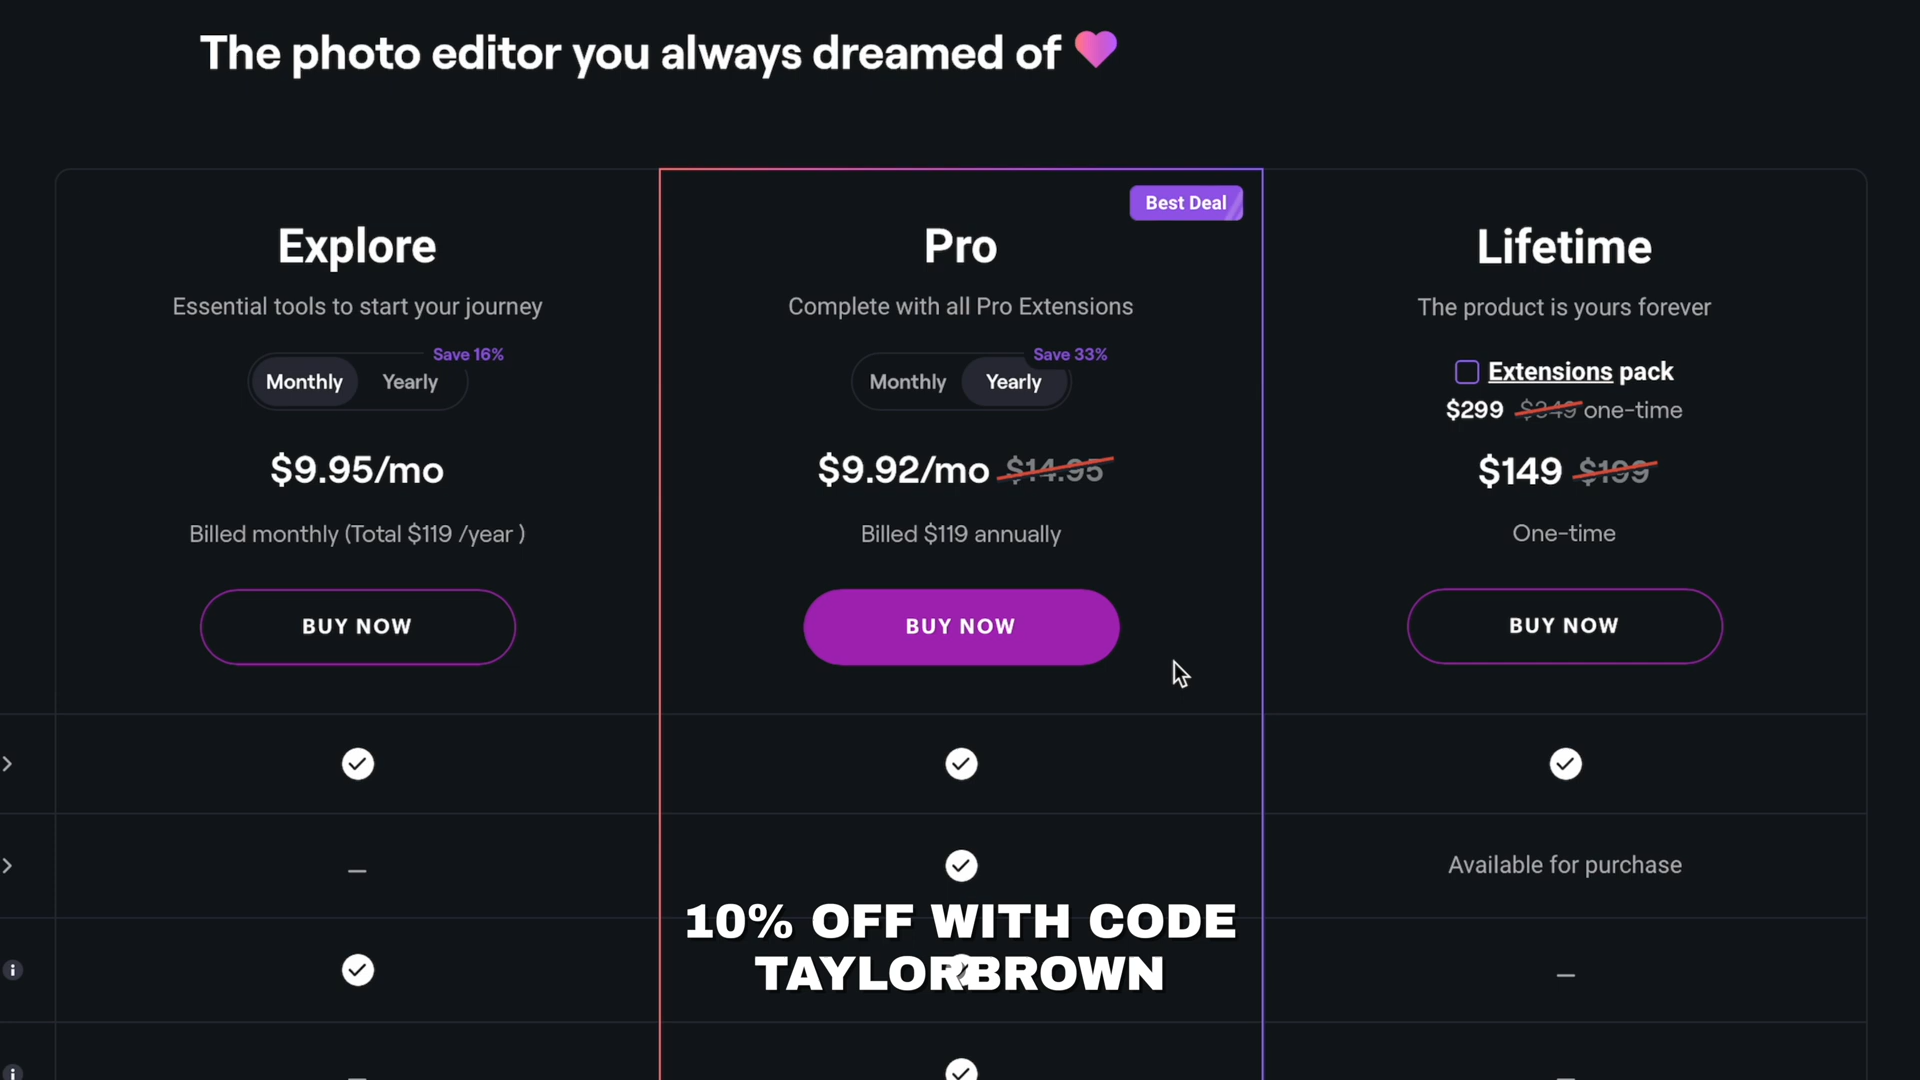 The photo editor you always dreamed of
Best Deal
Explore
Essential tools to start your journey
Save 16%
Monthly Yearly
$9.95/mo
Billed monthly (Total $119 /year )
BUY NOW
Pro
Complete with all Pro Extensions
Save 33%
Monthly Yearly
$9.92/mo $14.95
Billed $119 annually
BUY NOW
Lifetime
The product is yours forever
Extensions pack
$299 $349 one-time
$149 $199
One-time
BUY NOW
Available for purchase
10% OFF WITH CODE
TAYLORBROWN